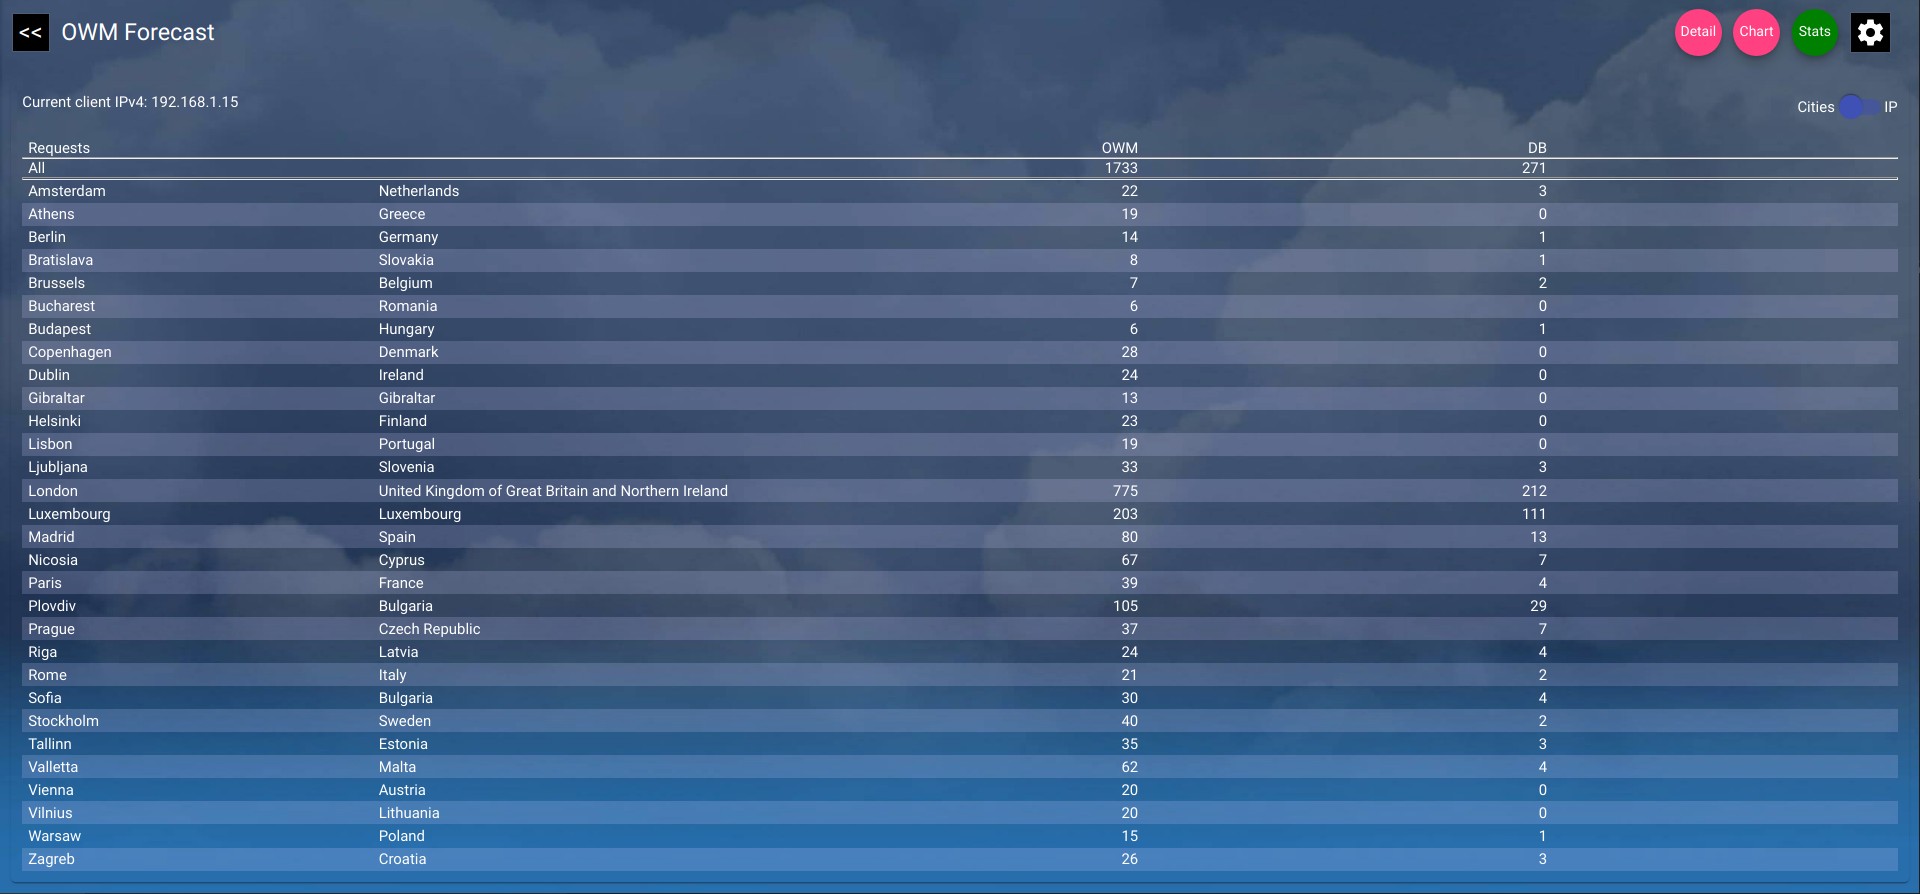 << OWM Forecast Detail Chart Stats
Current client IPv4: 192.168.1.15
Cities IP
Requests OWM DB
All 1733 271
Amsterdam Netherlands 22 3
Athens Greece 19 0
Berlin Germany 14 1
Bratislava Slovakia 8 1
Brussels Belgium 7 2
Bucharest Romania 6 0
Budapest Hungary 6 1
Copenhagen Denmark 28 0
Dublin Ireland 24 0
Gibraltar Gibraltar 13 0
Helsinki Finland 23 0
Lisbon Portugal 19 0
Ljubljana Slovenia 33 3
London United Kingdom of Great Britain and Northern Ireland 775 212
Luxembourg Luxembourg 203 111
Madrid Spain 80 13
Nicosia Cyprus 67 7
Paris France 39 4
Plovdiv Bulgaria 105 29
Prague Czech Republic 37 7
Riga Latvia 24 4
Rome Italy 21 2
Sofia Bulgaria 30 4
Stockholm Sweden 40 2
Tallinn Estonia 35 3
Valletta Malta 62 4
Vienna Austria 20 0
Vilnius Lithuania 20 0
Warsaw Poland 15 1
Zagreb Croatia 26 3